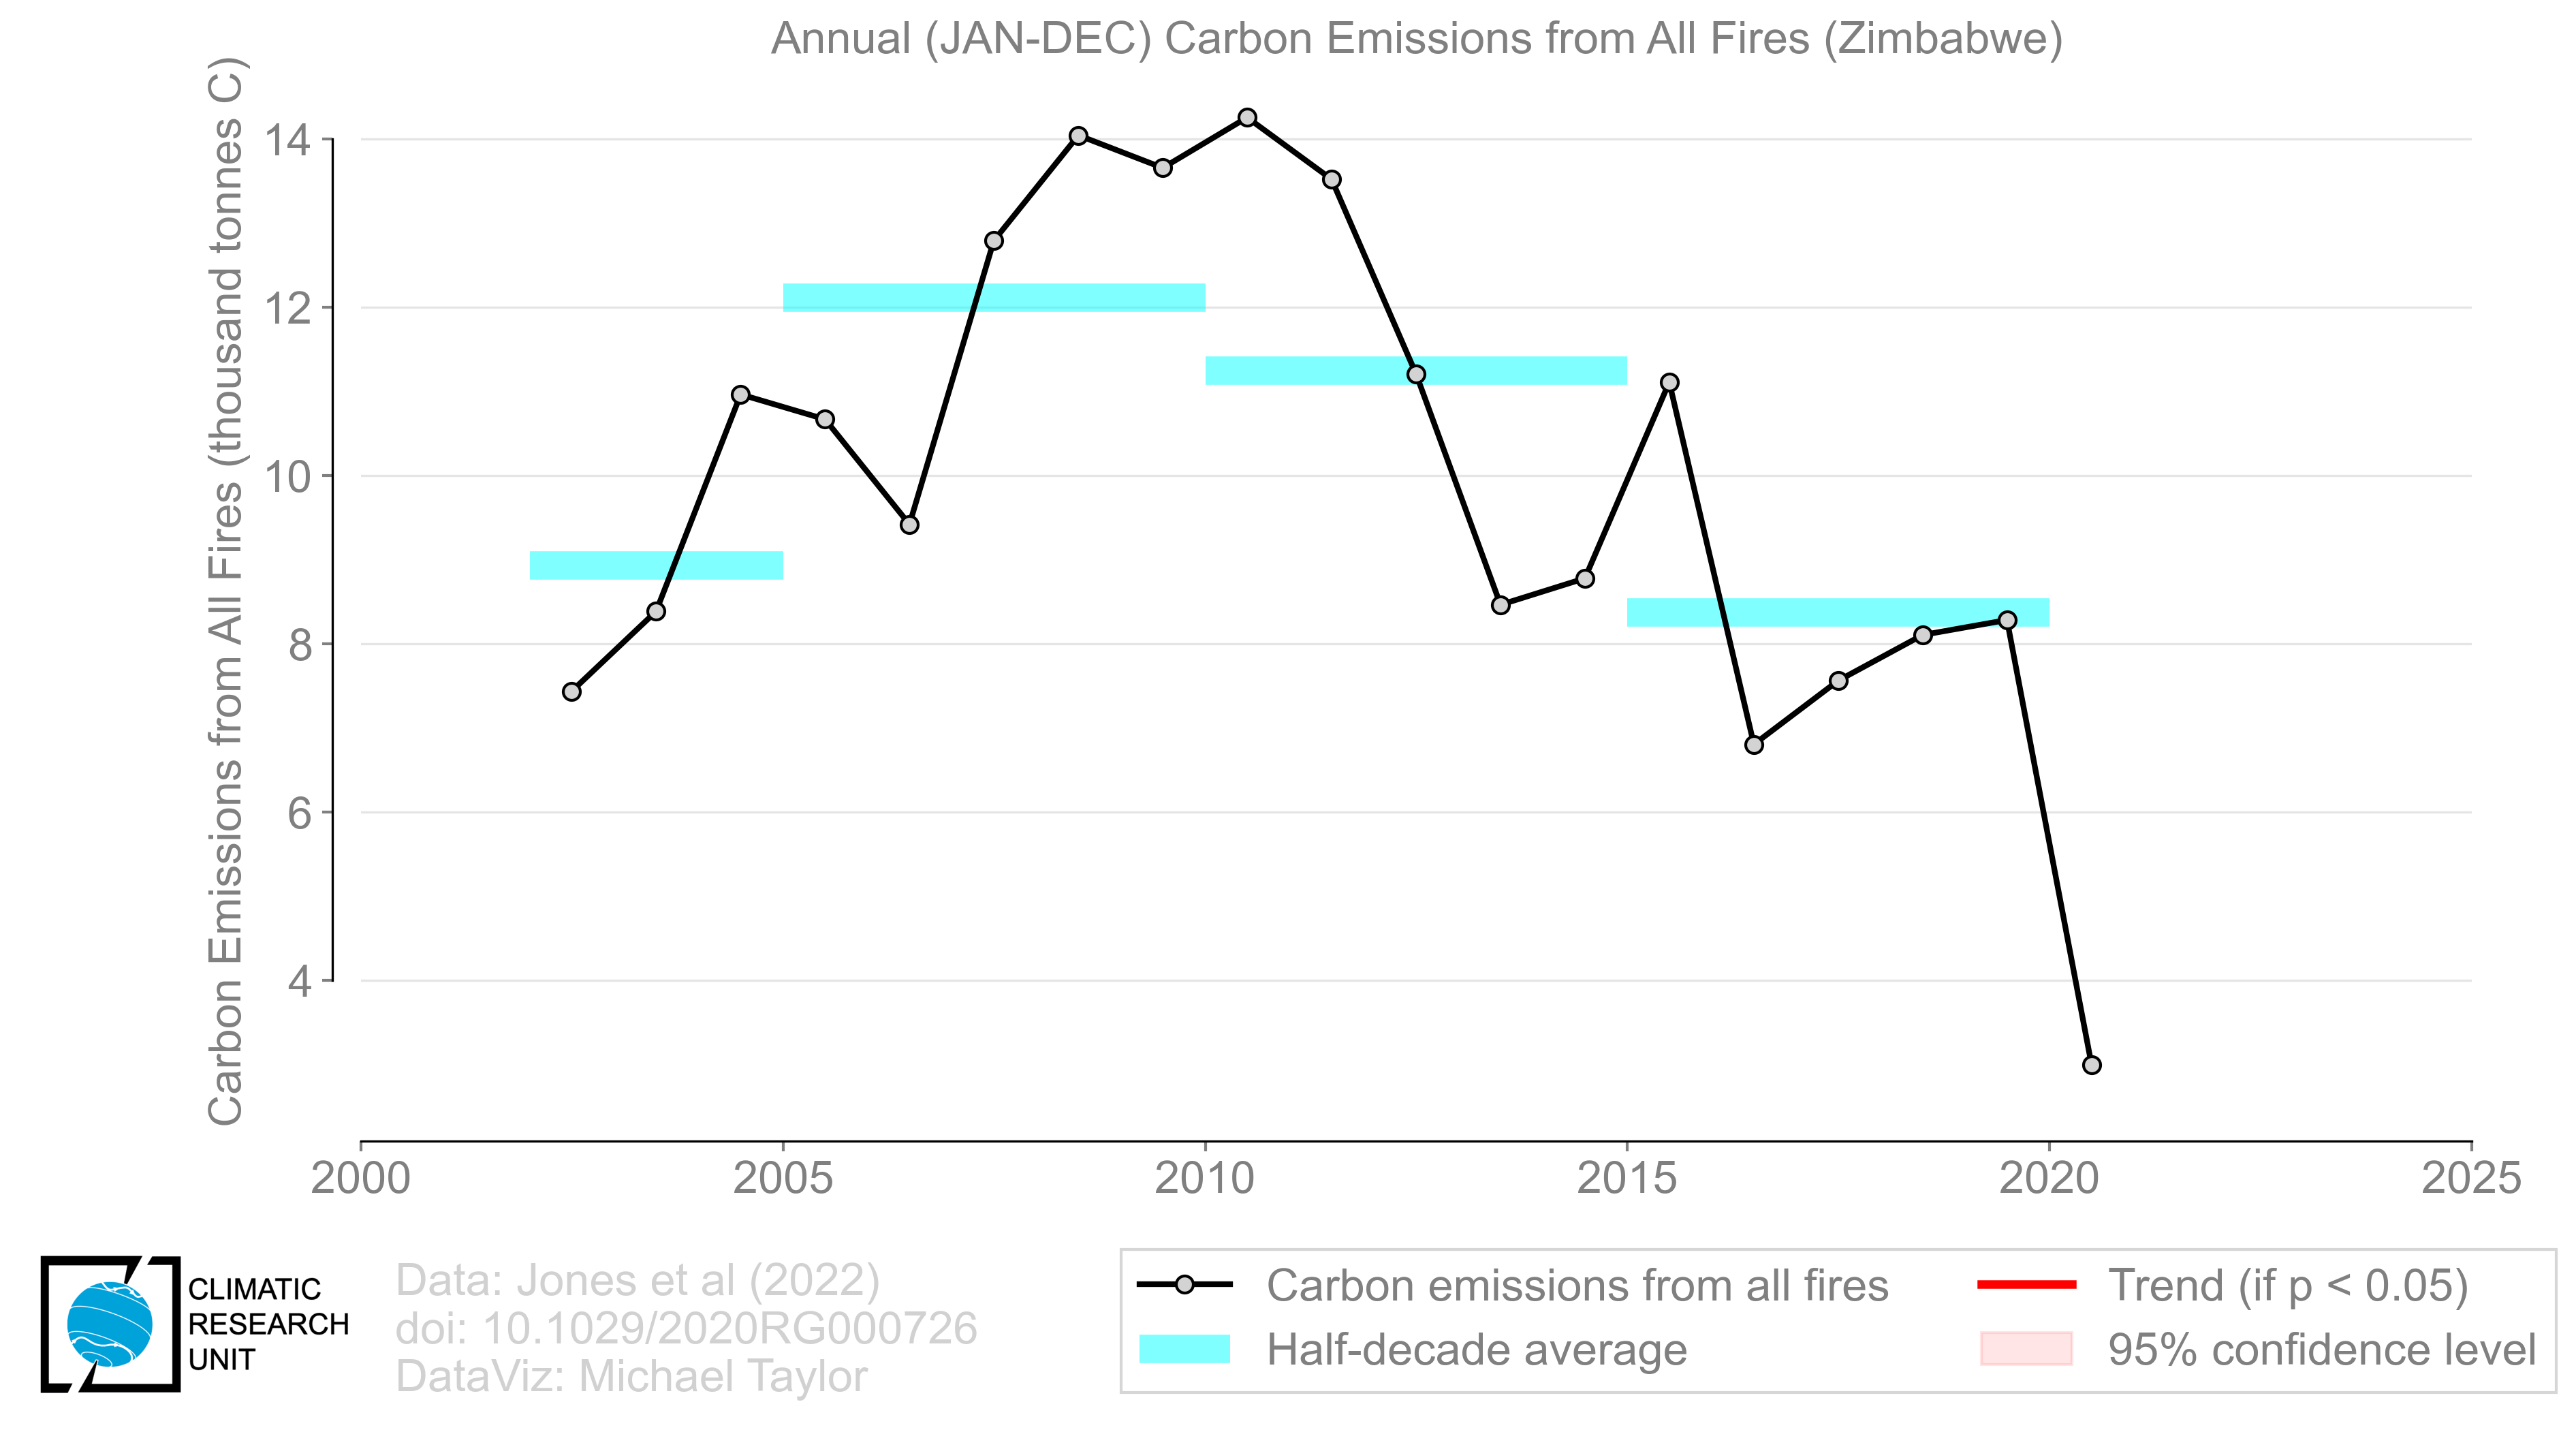 Annual (JAN-DEC) Carbon Emissions from All Fires (Zimbabwe)
Carbon Emissions from All Fires (thousand tonnes C)
14
12
10
8
6
4
2000
2005
2010
2015
2020
2025
CLIMATIC
RESEARCH
UNIT
Data: Jones et al (2022)
doi: 10.1029/2020RG000726
DataViz: Michael Taylor
Carbon emissions from all fires
Half-decade average
Trend (if p < 0.05)
95% confidence level